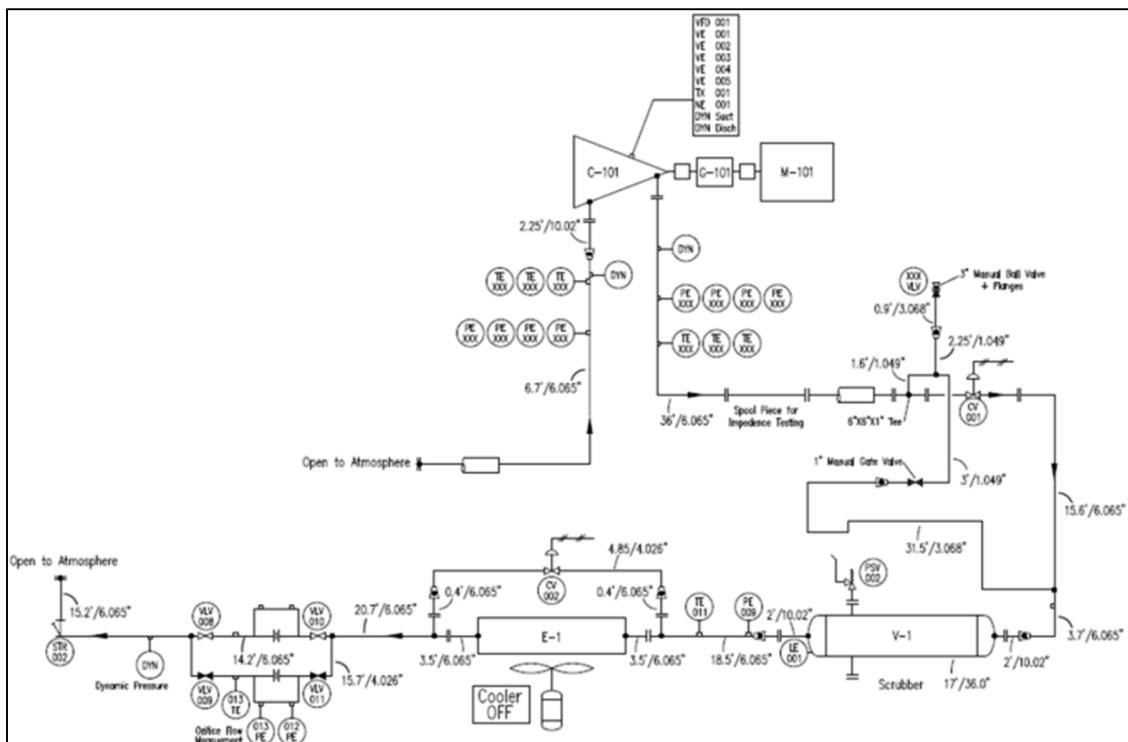 VFD 001
VE 001
VE 002
VE 003
VE 004
VE 005
TX 001
NE 001
DYN Suct
DYN Disch
C-101
G-101
M-101
2.25'/10.02"
DYN
TE XXX
TE XXX
TE XXX
DYN
PE XXX
PE XXX
PE XXX
PE XXX
PE XXX
PE XXX
PE XXX
PE XXX
TE XXX
TE XXX
TE XXX
6.7'/6.065"
XXX VLV
3" Manual Ball Valve
+ Flanges
0.9'/3.068"
2.25'/1.049"
1.6'/1.049"
36'/6.065"
Spool Piece for
Impedence Testing
6"X6"X1" Tee
CV 001
Open to Atmosphere
1" Manual Gate Valve
3'/1.049"
15.6'/6.065"
31.5'/3.068"
Open to Atmosphere
4.85/4.026"
CV 002
PSV 002
15.2'/6.065"
0.4'/6.065"
0.4'/6.065"
TE 011
PE 009
2'/10.02"
VLV 008
VLV 010
20.7'/6.065"
E-1
V-1
LE 001
3.7'/6.065"
STR 002
DYN
Dynamic Pressure
14.2'/6.065"
3.5'/6.065"
3.5'/6.065"
18.5'/6.065"
2'/10.02"
Scrubber
17'/36.0"
VLV 009
013 TE
VLV 011
15.7'/4.026"
Cooler
OFF
013 PE
012 PE
Orifice Flow
Measurement